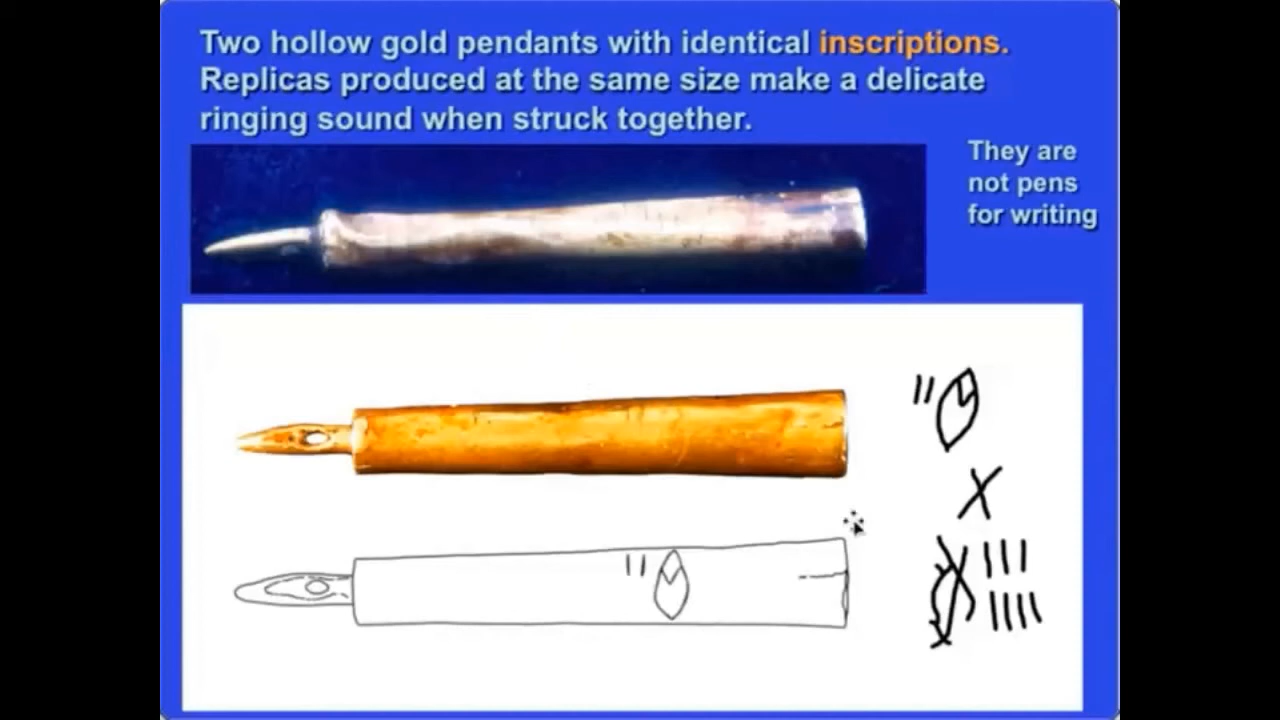 Two hollow gold pendants with identical inscriptions.
Replicas produced at the same size make a delicate
ringing sound when struck together.
They are
not pens
for writing